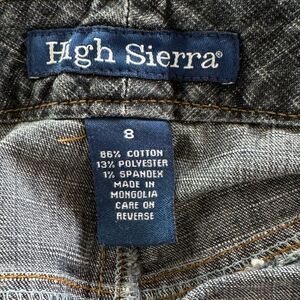 High Sierra®
8
86% COTTON
13% POLYESTER
1% SPANDEX
MADE IN
MONGOLIA
CARE ON
REVERSE